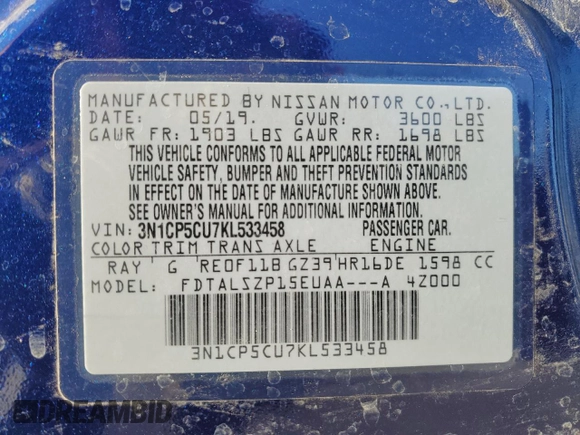 MANUFACTURED BY NISSAN MOTOR CO.,LTD.
DATE: 05/19. GVWR: 3600 LBS
GAWR FR: 1903 LBS GAWR RR: 1698 LBS
THIS VEHICLE CONFORMS TO ALL APPLICABLE FEDERAL MOTOR
VEHICLE SAFETY, BUMPER AND THEFT PREVENTION STANDARDS
IN EFFECT ON THE DATE OF MANUFACTURE SHOWN ABOVE.
SEE OWNER'S MANUAL FOR ADDITIONAL INFORMATION.
VIN: 3N1CP5CU7KL533458 PASSENGER CAR
COLOR TRIM TRANS AXLE ENGINE
RAY ' G RE0F11B GZ39 HR16DE 1598 CC
MODEL: FDTALSZP15EUAA---A 4Z000
3N1CP5CU7KL533458
DREAMBID